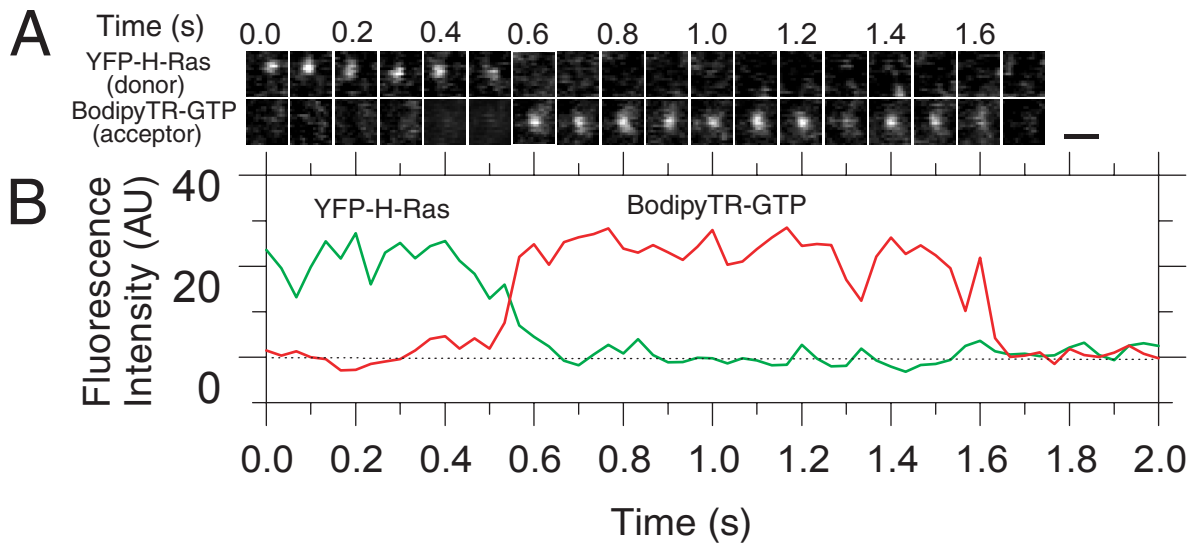 A
Time (s)
0.0 0.2 0.4 0.6 0.8 1.0 1.2 1.4 1.6
YFP-H-Ras
(donor)
BodipyTR-GTP
(acceptor)
B
Fluorescence
Intensity (AU)
40
20
0
YFP-H-Ras
BodipyTR-GTP
0.0 0.2 0.4 0.6 0.8 1.0 1.2 1.4 1.6 1.8 2.0
Time (s)